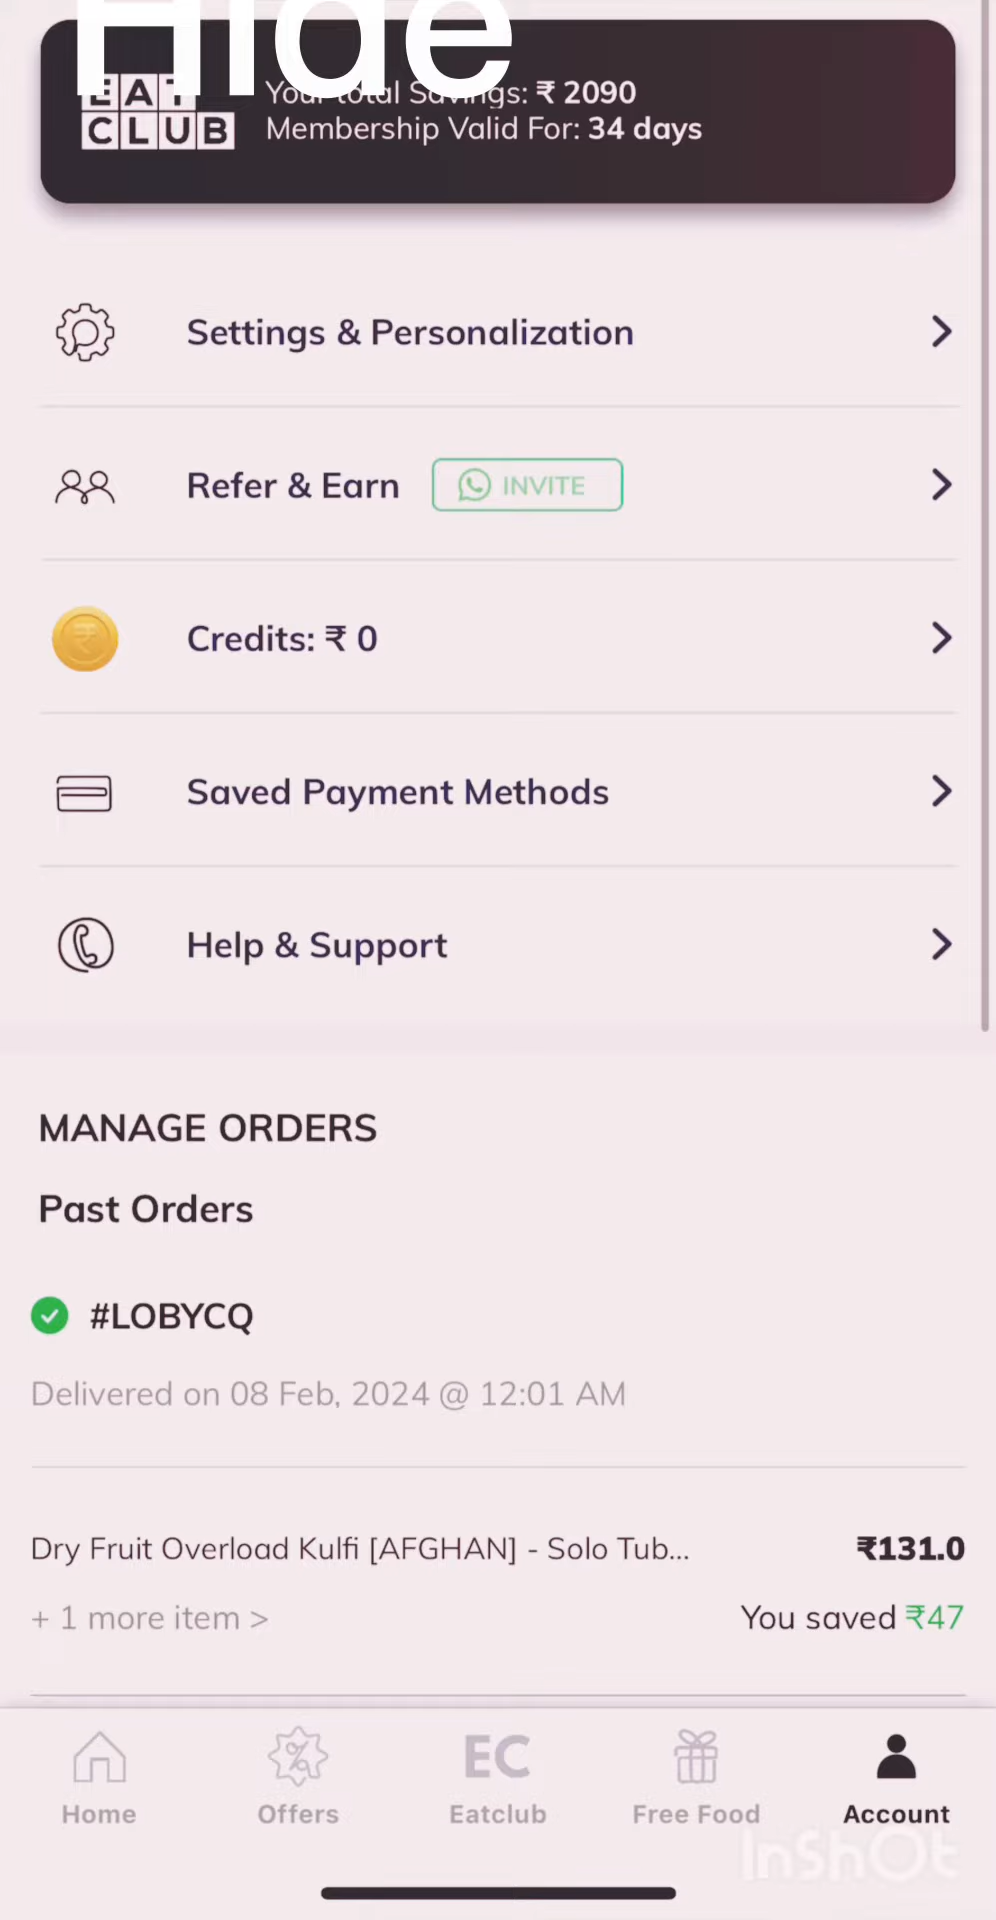 Hide
EAT
CLUB
Your total Savings: ₹ 2090
Membership Valid For: 34 days
Settings & Personalization
Refer & Earn
INVITE
Credits: ₹ 0
Saved Payment Methods
Help & Support
MANAGE ORDERS
Past Orders
#LOBYCQ
Delivered on 08 Feb, 2024 @ 12:01 AM
Dry Fruit Overload Kulfi [AFGHAN] - Solo Tub...
₹131.0
+ 1 more item >
You saved ₹47
EC
Home
Offers
Eatclub
Free Food
Account
InShOt